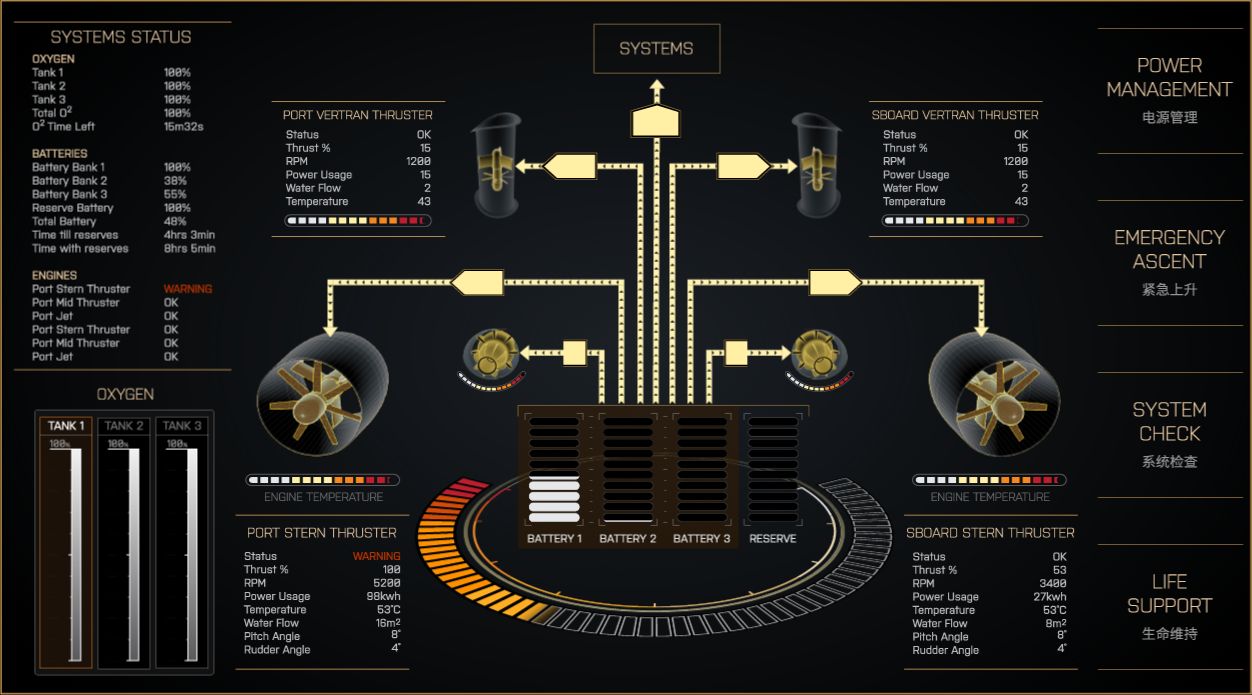 SYSTEMS STATUS
OXYGEN
Tank 1 100%
Tank 2 100%
Tank 3 100%
Total O² 100%
O² Time Left 15m32s
BATTERIES
Battery Bank 1 100%
Battery Bank 2 38%
Battery Bank 3 55%
Reserve Battery 100%
Total Battery 48%
Time till reserves 4hrs 3min
Time with reserves 8hrs 5min
ENGINES
Port Stern Thruster WARNING
Port Mid Thruster OK
Port Jet OK
Port Stern Thruster OK
Port Mid Thruster OK
Port Jet OK
OXYGEN
TANK 1 TANK 2 TANK 3
100% 100% 100%
SYSTEMS
PORT VERTRAN THRUSTER
Status OK
Thrust % 15
RPM 1200
Power Usage 15
Water Flow 2
Temperature 43
SBOARD VERTRAN THRUSTER
Status OK
Thrust % 15
RPM 1200
Power Usage 15
Water Flow 2
Temperature 43
ENGINE TEMPERATURE
PORT STERN THRUSTER
Status WARNING
Thrust % 100
RPM 5200
Power Usage 98kwh
Temperature 53°C
Water Flow 16m²
Pitch Angle 8°
Rudder Angle 4°
BATTERY 1 BATTERY 2 BATTERY 3 RESERVE
ENGINE TEMPERATURE
SBOARD STERN THRUSTER
Status OK
Thrust % 53
RPM 3400
Power Usage 27kwh
Temperature 53°C
Water Flow 8m²
Pitch Angle 8°
Rudder Angle 4°
POWER
MANAGEMENT
电源管理
EMERGENCY
ASCENT
紧急上升
SYSTEM
CHECK
系统检查
LIFE
SUPPORT
生命维持